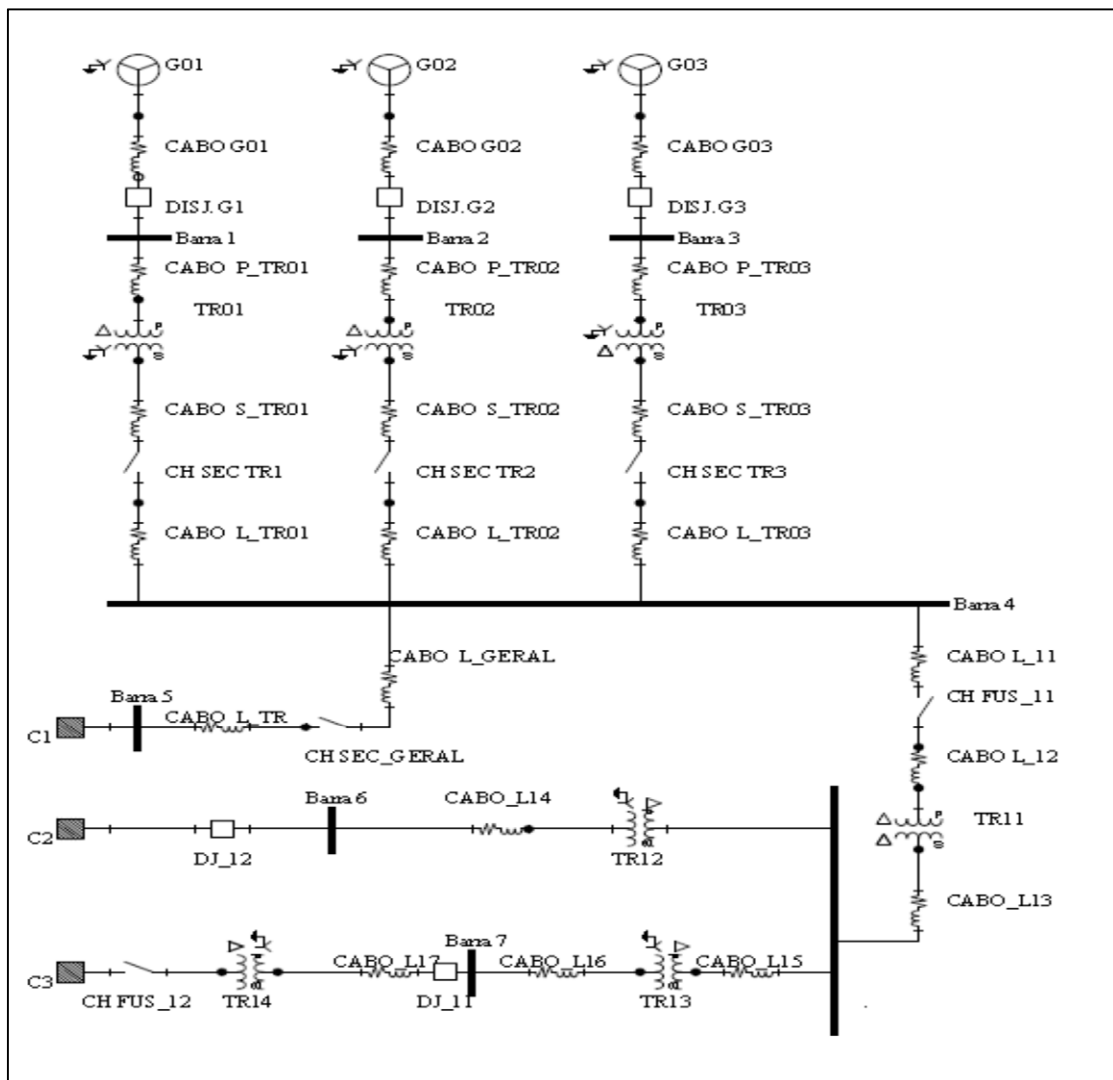 G01
G02
G03
CABO G01
CABO G02
CABO G03
DISJ.G1
DISJ.G2
DISJ.G3
Barra 1
Barra 2
Barra 3
CABO P_TR01
CABO P_TR02
CABO P_TR03
TR01
TR02
TR03
P
P
P
S
S
S
CABO S_TR01
CABO S_TR02
CABO S_TR03
CH SEC TR1
CH SEC TR2
CH SEC TR3
CABO L_TR01
CABO L_TR02
CABO L_TR03
Barra 4
CABO L_GERAL
CABO L_11
Barra 5
CH FUS_11
CABO L_TR
C1
CH SEC_GERAL
CABO L_12
Barra 6
CABO_L14
P
TR11
S
C2
DJ_12
TR12
CABO_L13
Barra 7
CABO_L17
CABO_L16
CABO_L15
C3
CH FUS_12
TR14
DJ_11
TR13